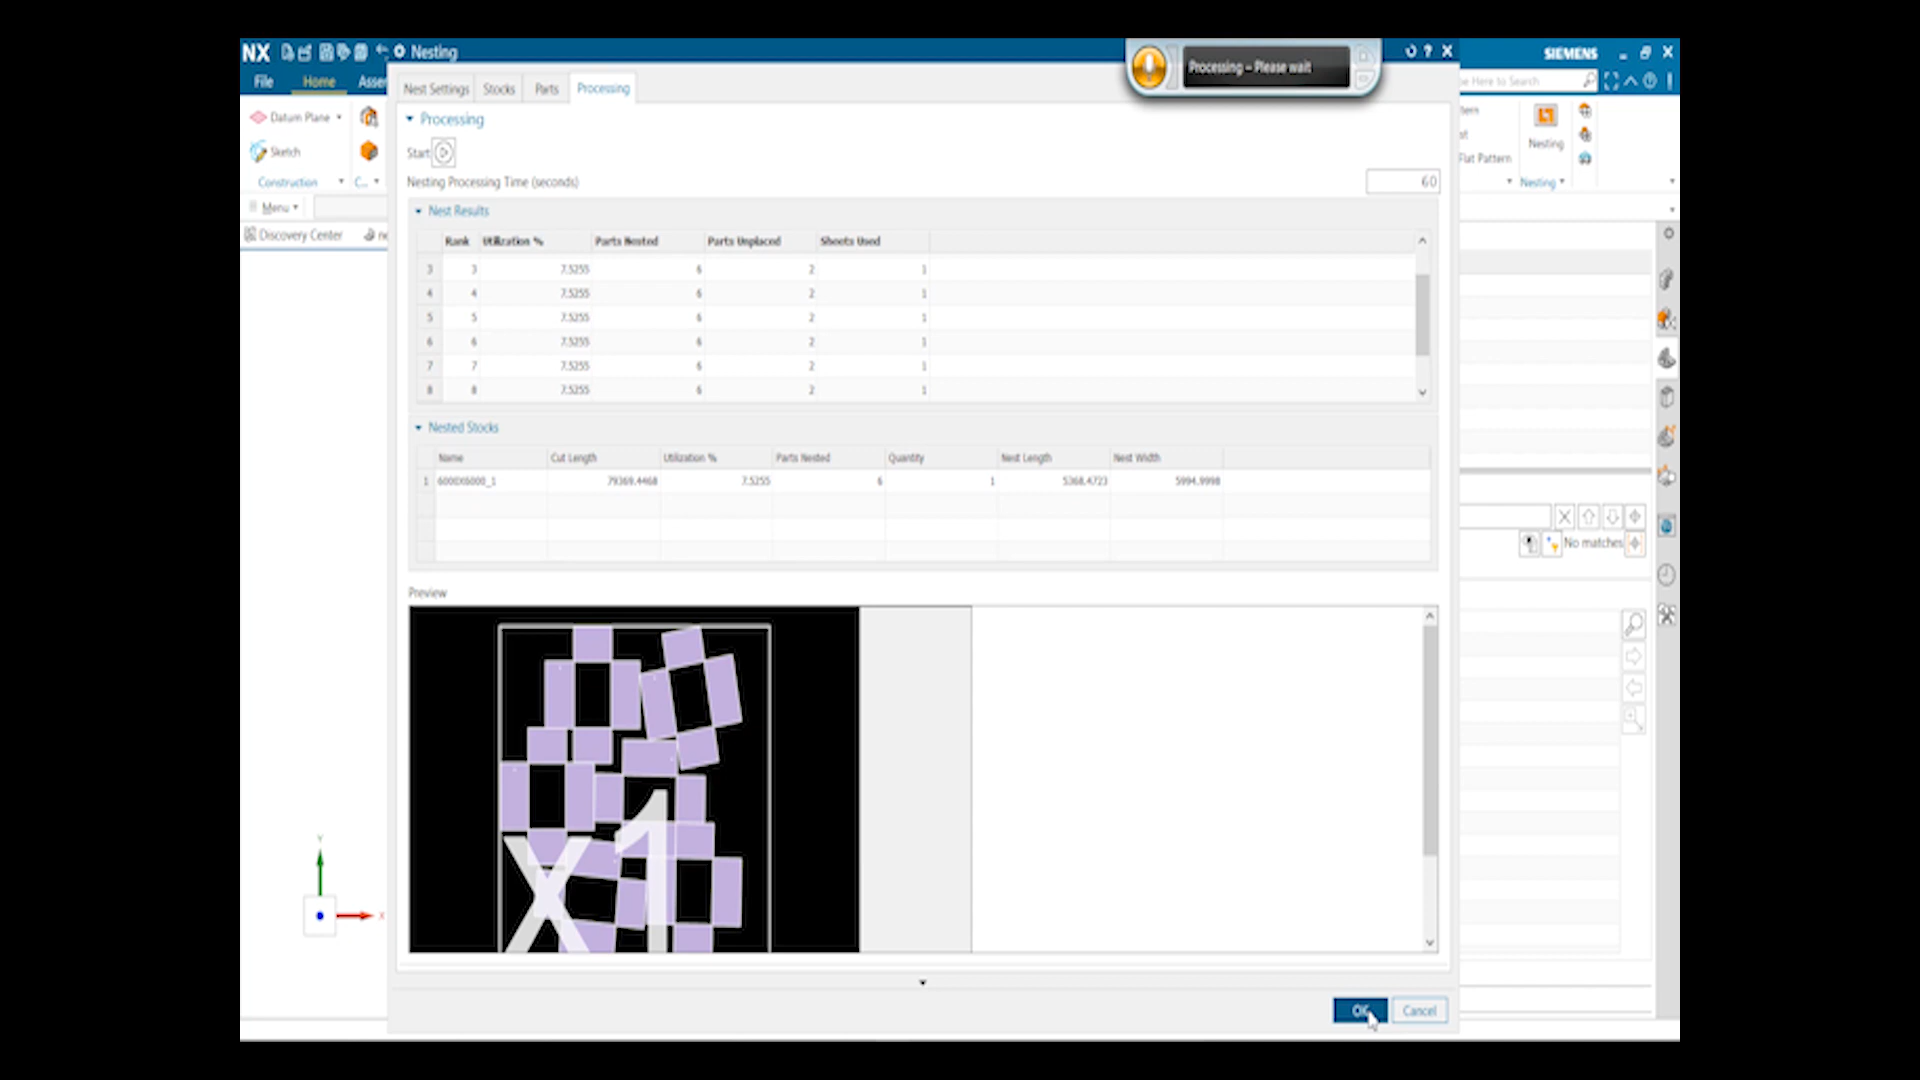 NX Nesting SIEMENS
Processing – Please wait
File Home Asse
e Here to Search
Nest Settings Stocks Parts Processing
Datum Plane
Sketch
Construction C...
Menu
Discovery Center
Nesting
Flat Pattern
Nesting
Processing
Start
Nesting Processing Time (seconds) 60
Nest Results
Rank Utilization % Parts Nested Parts Unplaced Sheets Used
3 3 7.5255 6 2 1
4 4 7.5255 6 2 1
5 5 7.5255 6 2 1
6 6 7.5255 6 2 1
7 7 7.5255 6 2 1
8 8 7.5255 6 2 1
Nested Stocks
Name Cut Length Utilization % Parts Nested Quantity Nest Length Nest Width
1 6000X6000_1 79369.4468 7.5255 6 1 5368.4723 5994.9998
No matches
Preview
x1
Y
X
OK Cancel